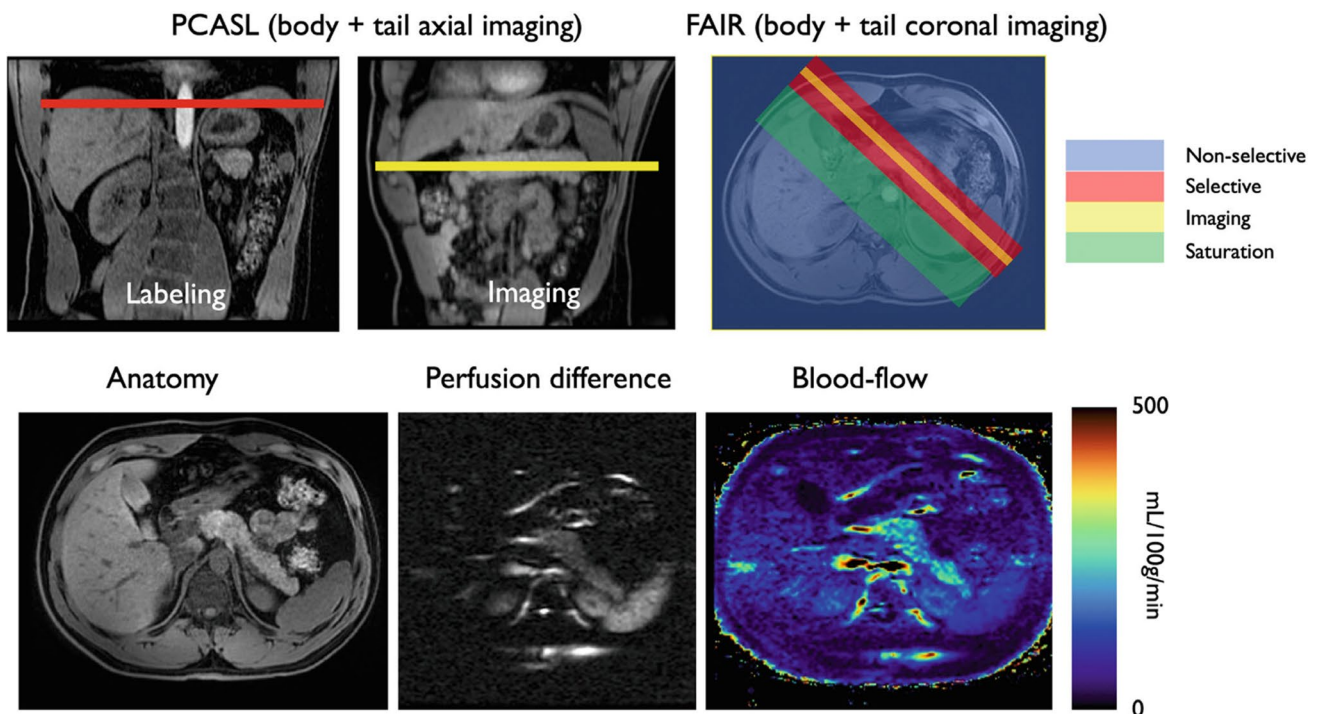 PCASL (body + tail axial imaging)
FAIR (body + tail coronal imaging)
Labeling
Imaging
Non-selective
Selective
Imaging
Saturation
Anatomy
Perfusion difference
Blood-flow
500
mL/100g/min
0